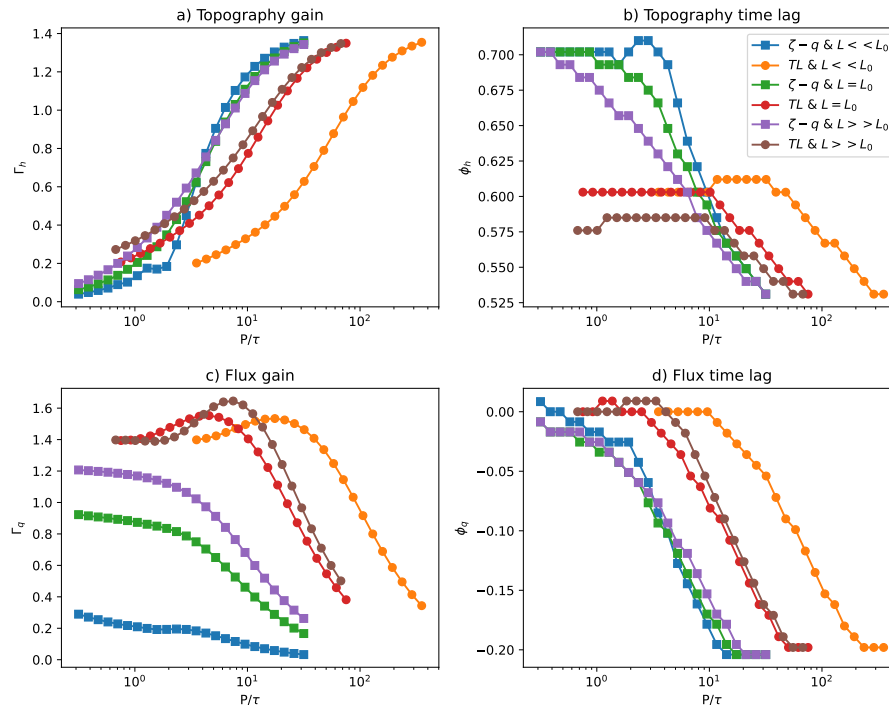 a) Topography gain
1.4
1.2
1.0
0.8
0.6
0.4
0.2
0.0
Γh
10⁰
10¹
10²
P/τ
b) Topography time lag
0.700
0.675
0.650
0.625
0.600
0.575
0.550
0.525
ϕh
10⁰
10¹
10²
P/τ
ζ − q & L << L₀
TL & L << L₀
ζ − q & L = L₀
TL & L = L₀
ζ − q & L >> L₀
TL & L >> L₀
c) Flux gain
1.6
1.4
1.2
1.0
0.8
0.6
0.4
0.2
0.0
Γq
10⁰
10¹
10²
P/τ
d) Flux time lag
0.00
−0.05
−0.10
−0.15
−0.20
ϕq
10⁰
10¹
10²
P/τ